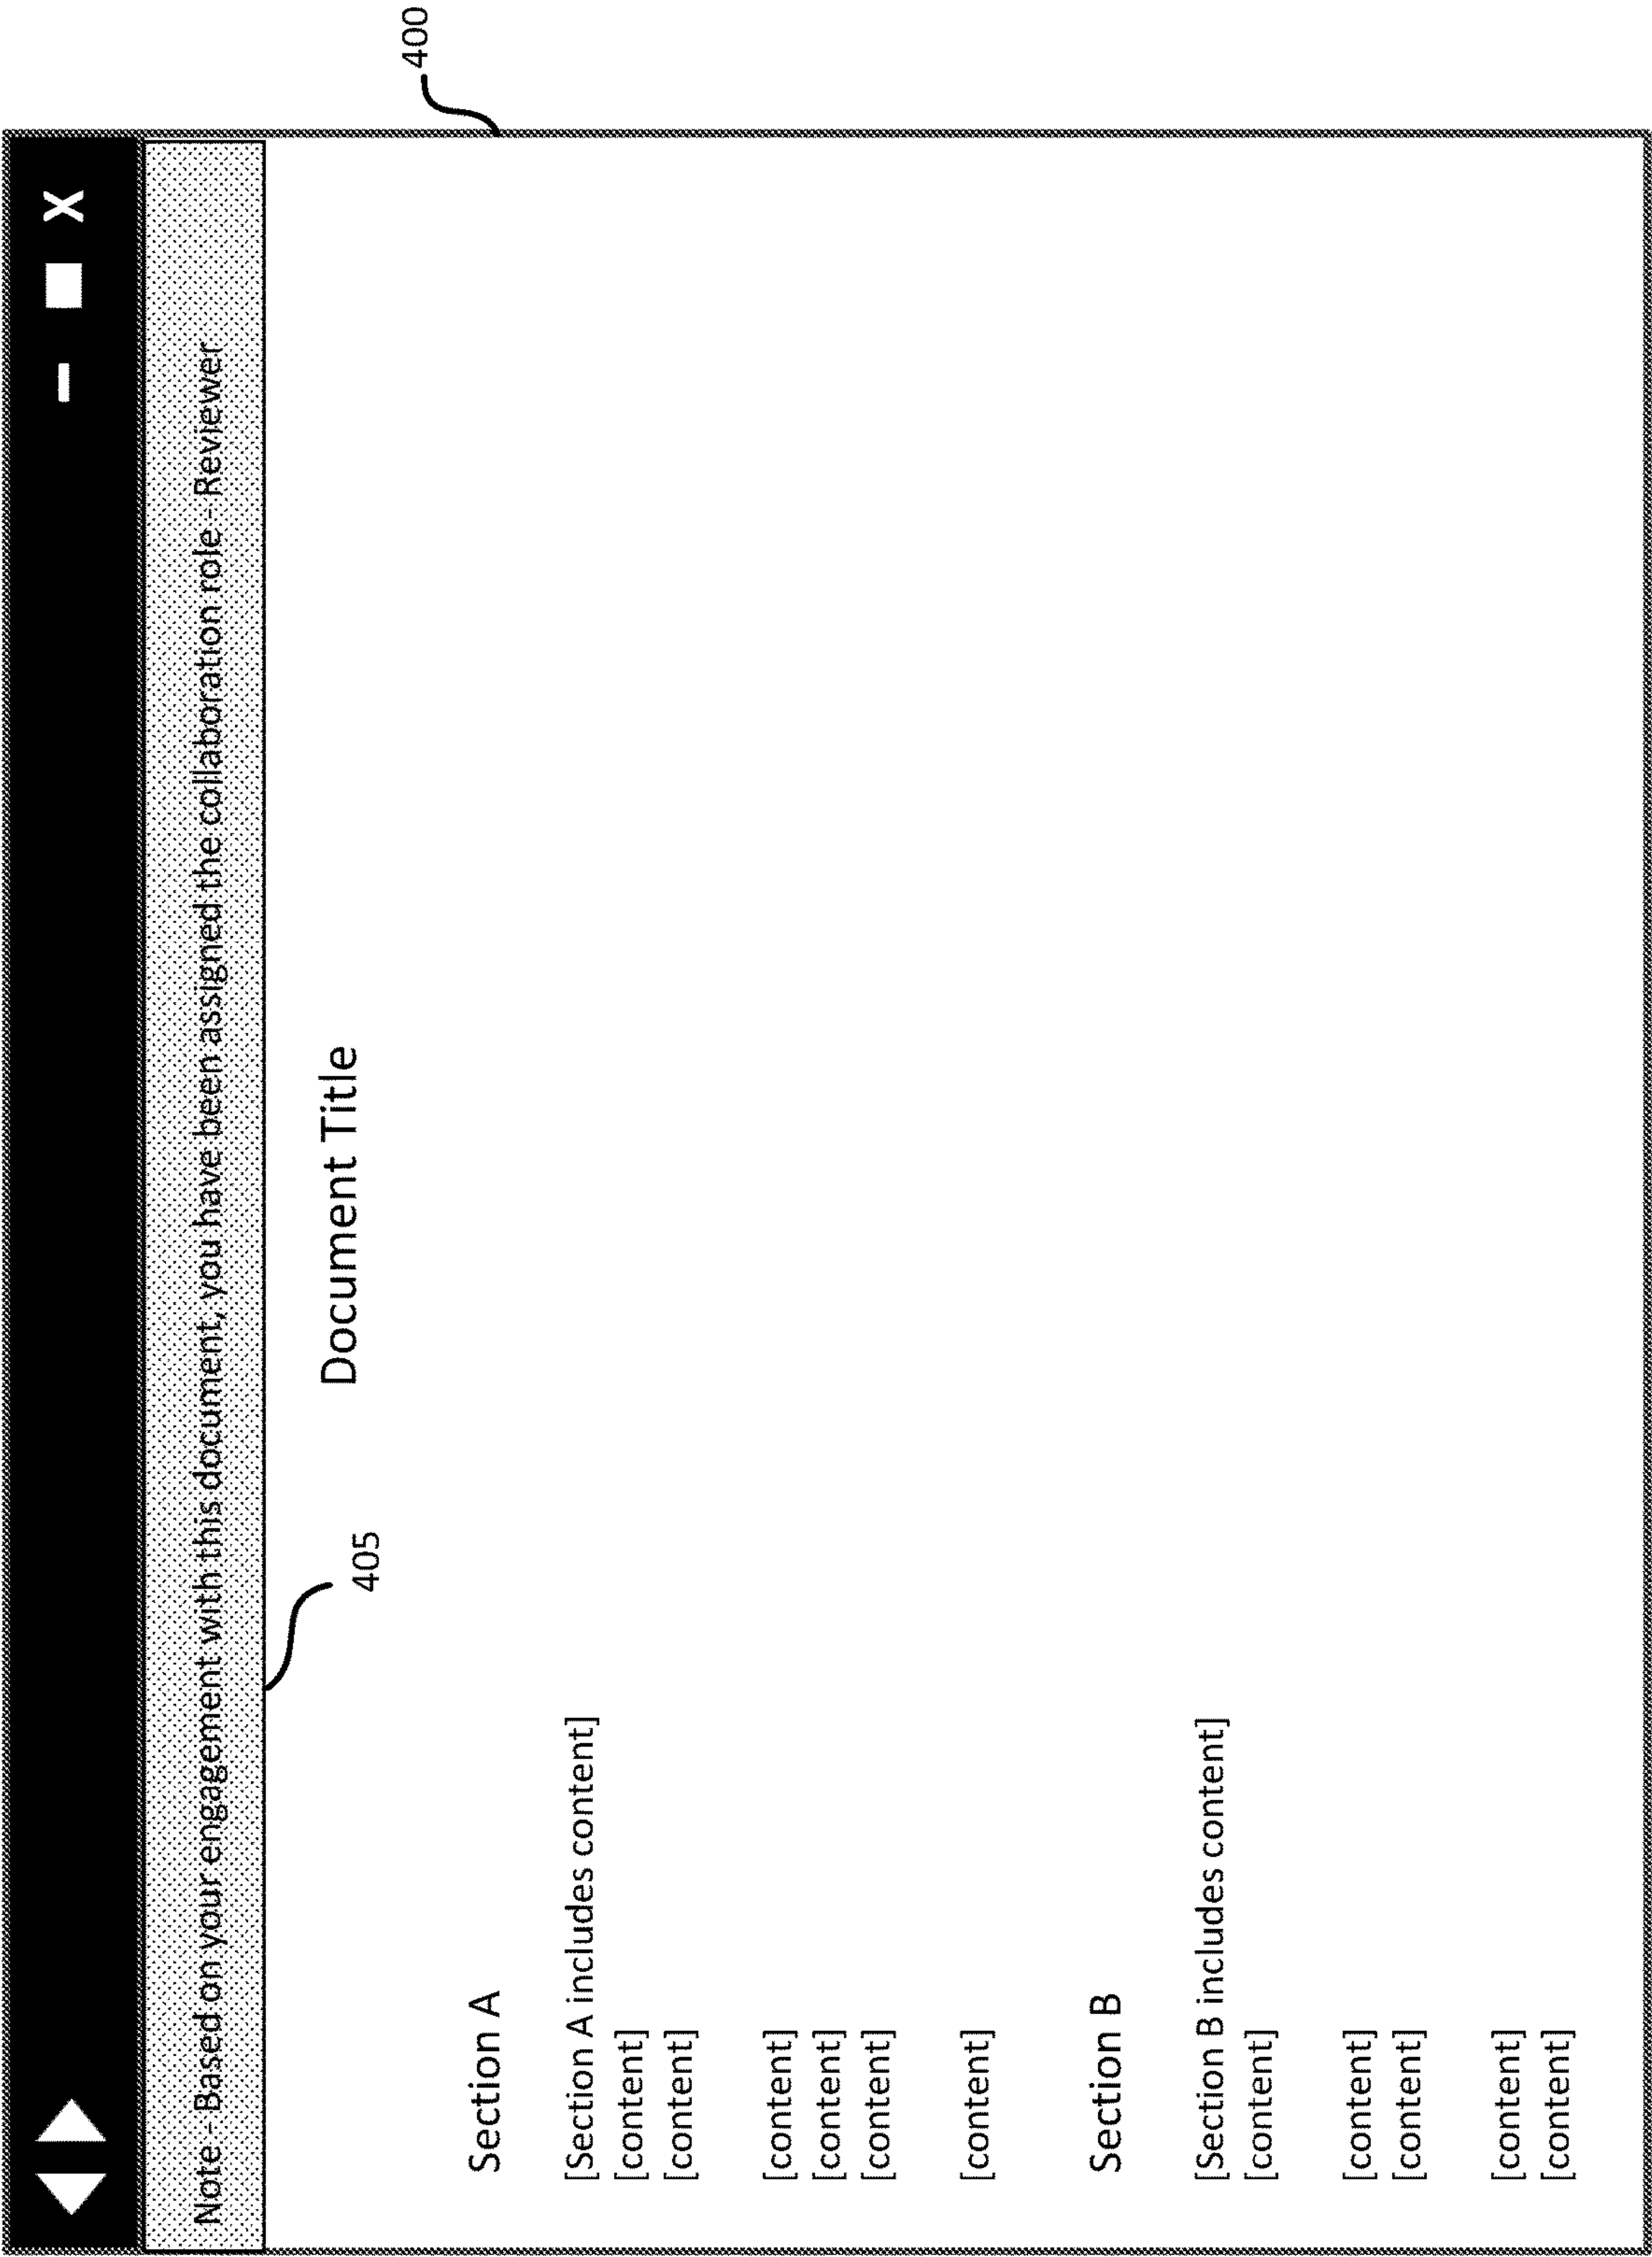 400
X
Note - Based on your engagement with this document, you have been assigned the collaboration role - Reviewer
405
Document Title
Section A
[Section A includes content]
[content]
[content]
[content]
[content]
[content]
[content]
Section B
[Section B includes content]
[content]
[content]
[content]
[content]
[content]